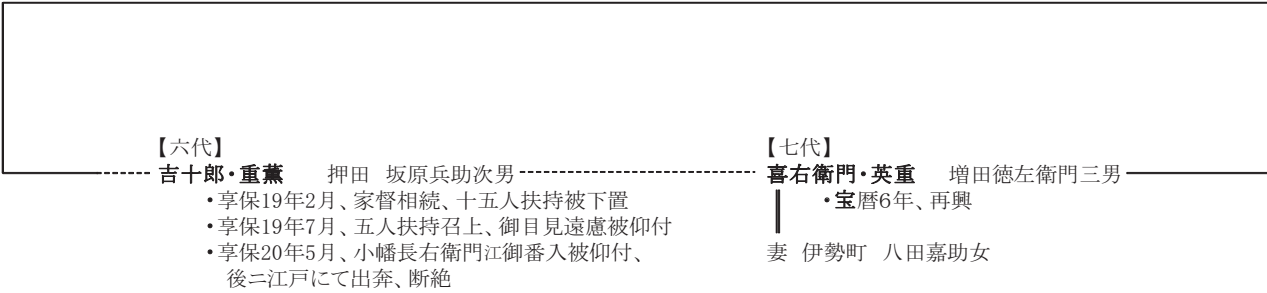 【六代】
吉十郎・重薫　押田　坂原兵助次男
・享保19年2月、家督相続、十五人扶持被下置
・享保19年7月、五人扶持召上、御目見遠慮被仰付
・享保20年5月、小幡長右衛門江御番入被仰付、
後ニ江戸にて出奔、断絶
【七代】
喜右衛門・英重　増田徳左衛門三男
・宝暦6年、再興
妻　伊勢町　八田嘉助女